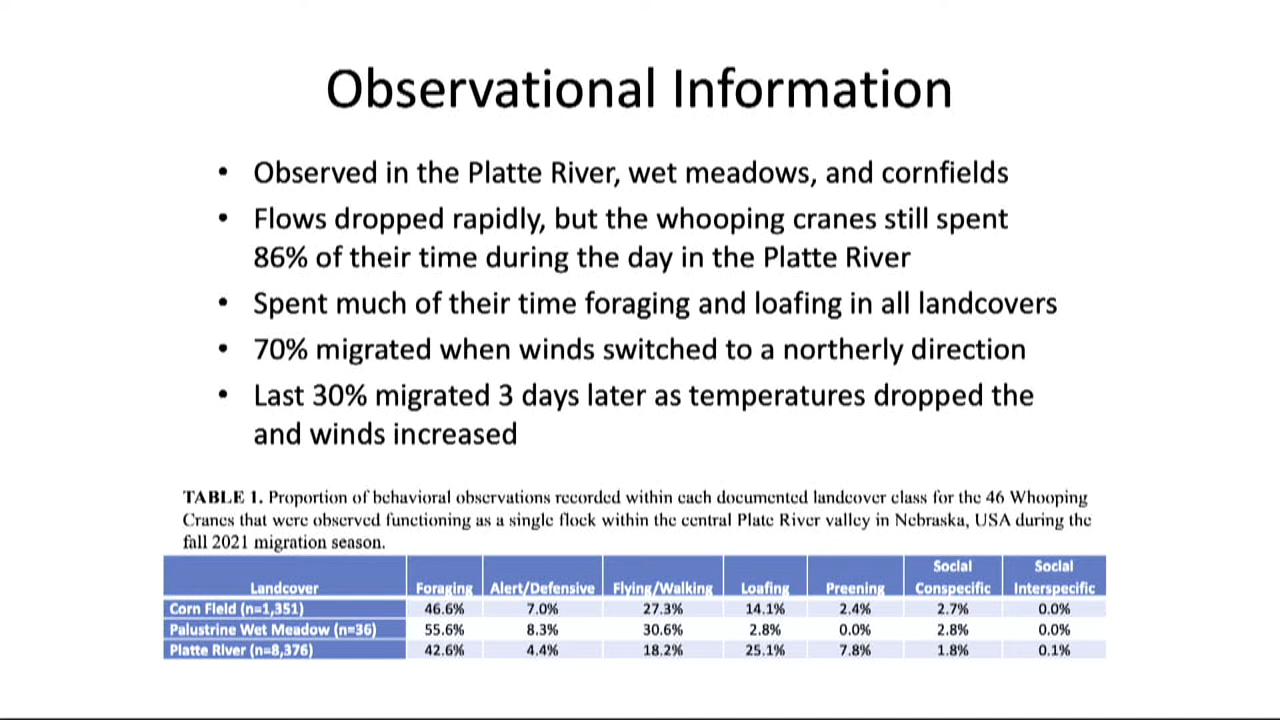 Observational Information
• Observed in the Platte River, wet meadows, and cornfields
• Flows dropped rapidly, but the whooping cranes still spent
86% of their time during the day in the Platte River
• Spent much of their time foraging and loafing in all landcovers
• 70% migrated when winds switched to a northerly direction
• Last 30% migrated 3 days later as temperatures dropped the
and winds increased
TABLE 1. Proportion of behavioral observations recorded within each documented landcover class for the 46 Whooping
Cranes that were observed functioning as a single flock within the central Plate River valley in Nebraska, USA during the
fall 2021 migration season.
Social Social
Landcover Foraging Alert/Defensive Flying/Walking Loafing Preening Conspecific Interspecific
Corn Field (n=1,351) 46.6% 7.0% 27.3% 14.1% 2.4% 2.7% 0.0%
Palustrine Wet Meadow (n=36) 55.6% 8.3% 30.6% 2.8% 0.0% 2.8% 0.0%
Platte River (n=8,376) 42.6% 4.4% 18.2% 25.1% 7.8% 1.8% 0.1%